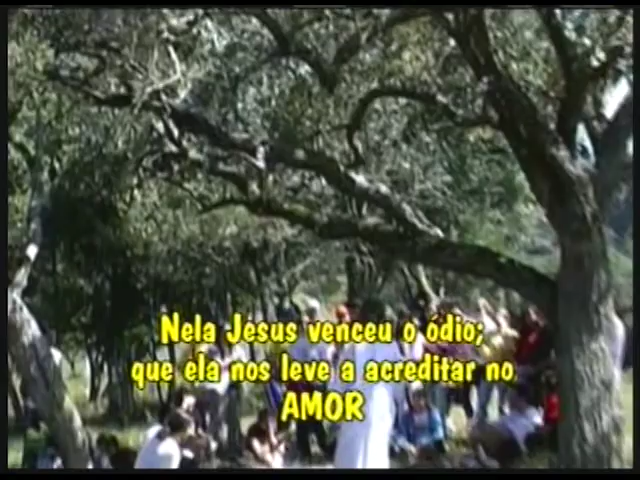 Nela Jesus venceu o ódio;
que ela nos leve a acreditar no
AMOR